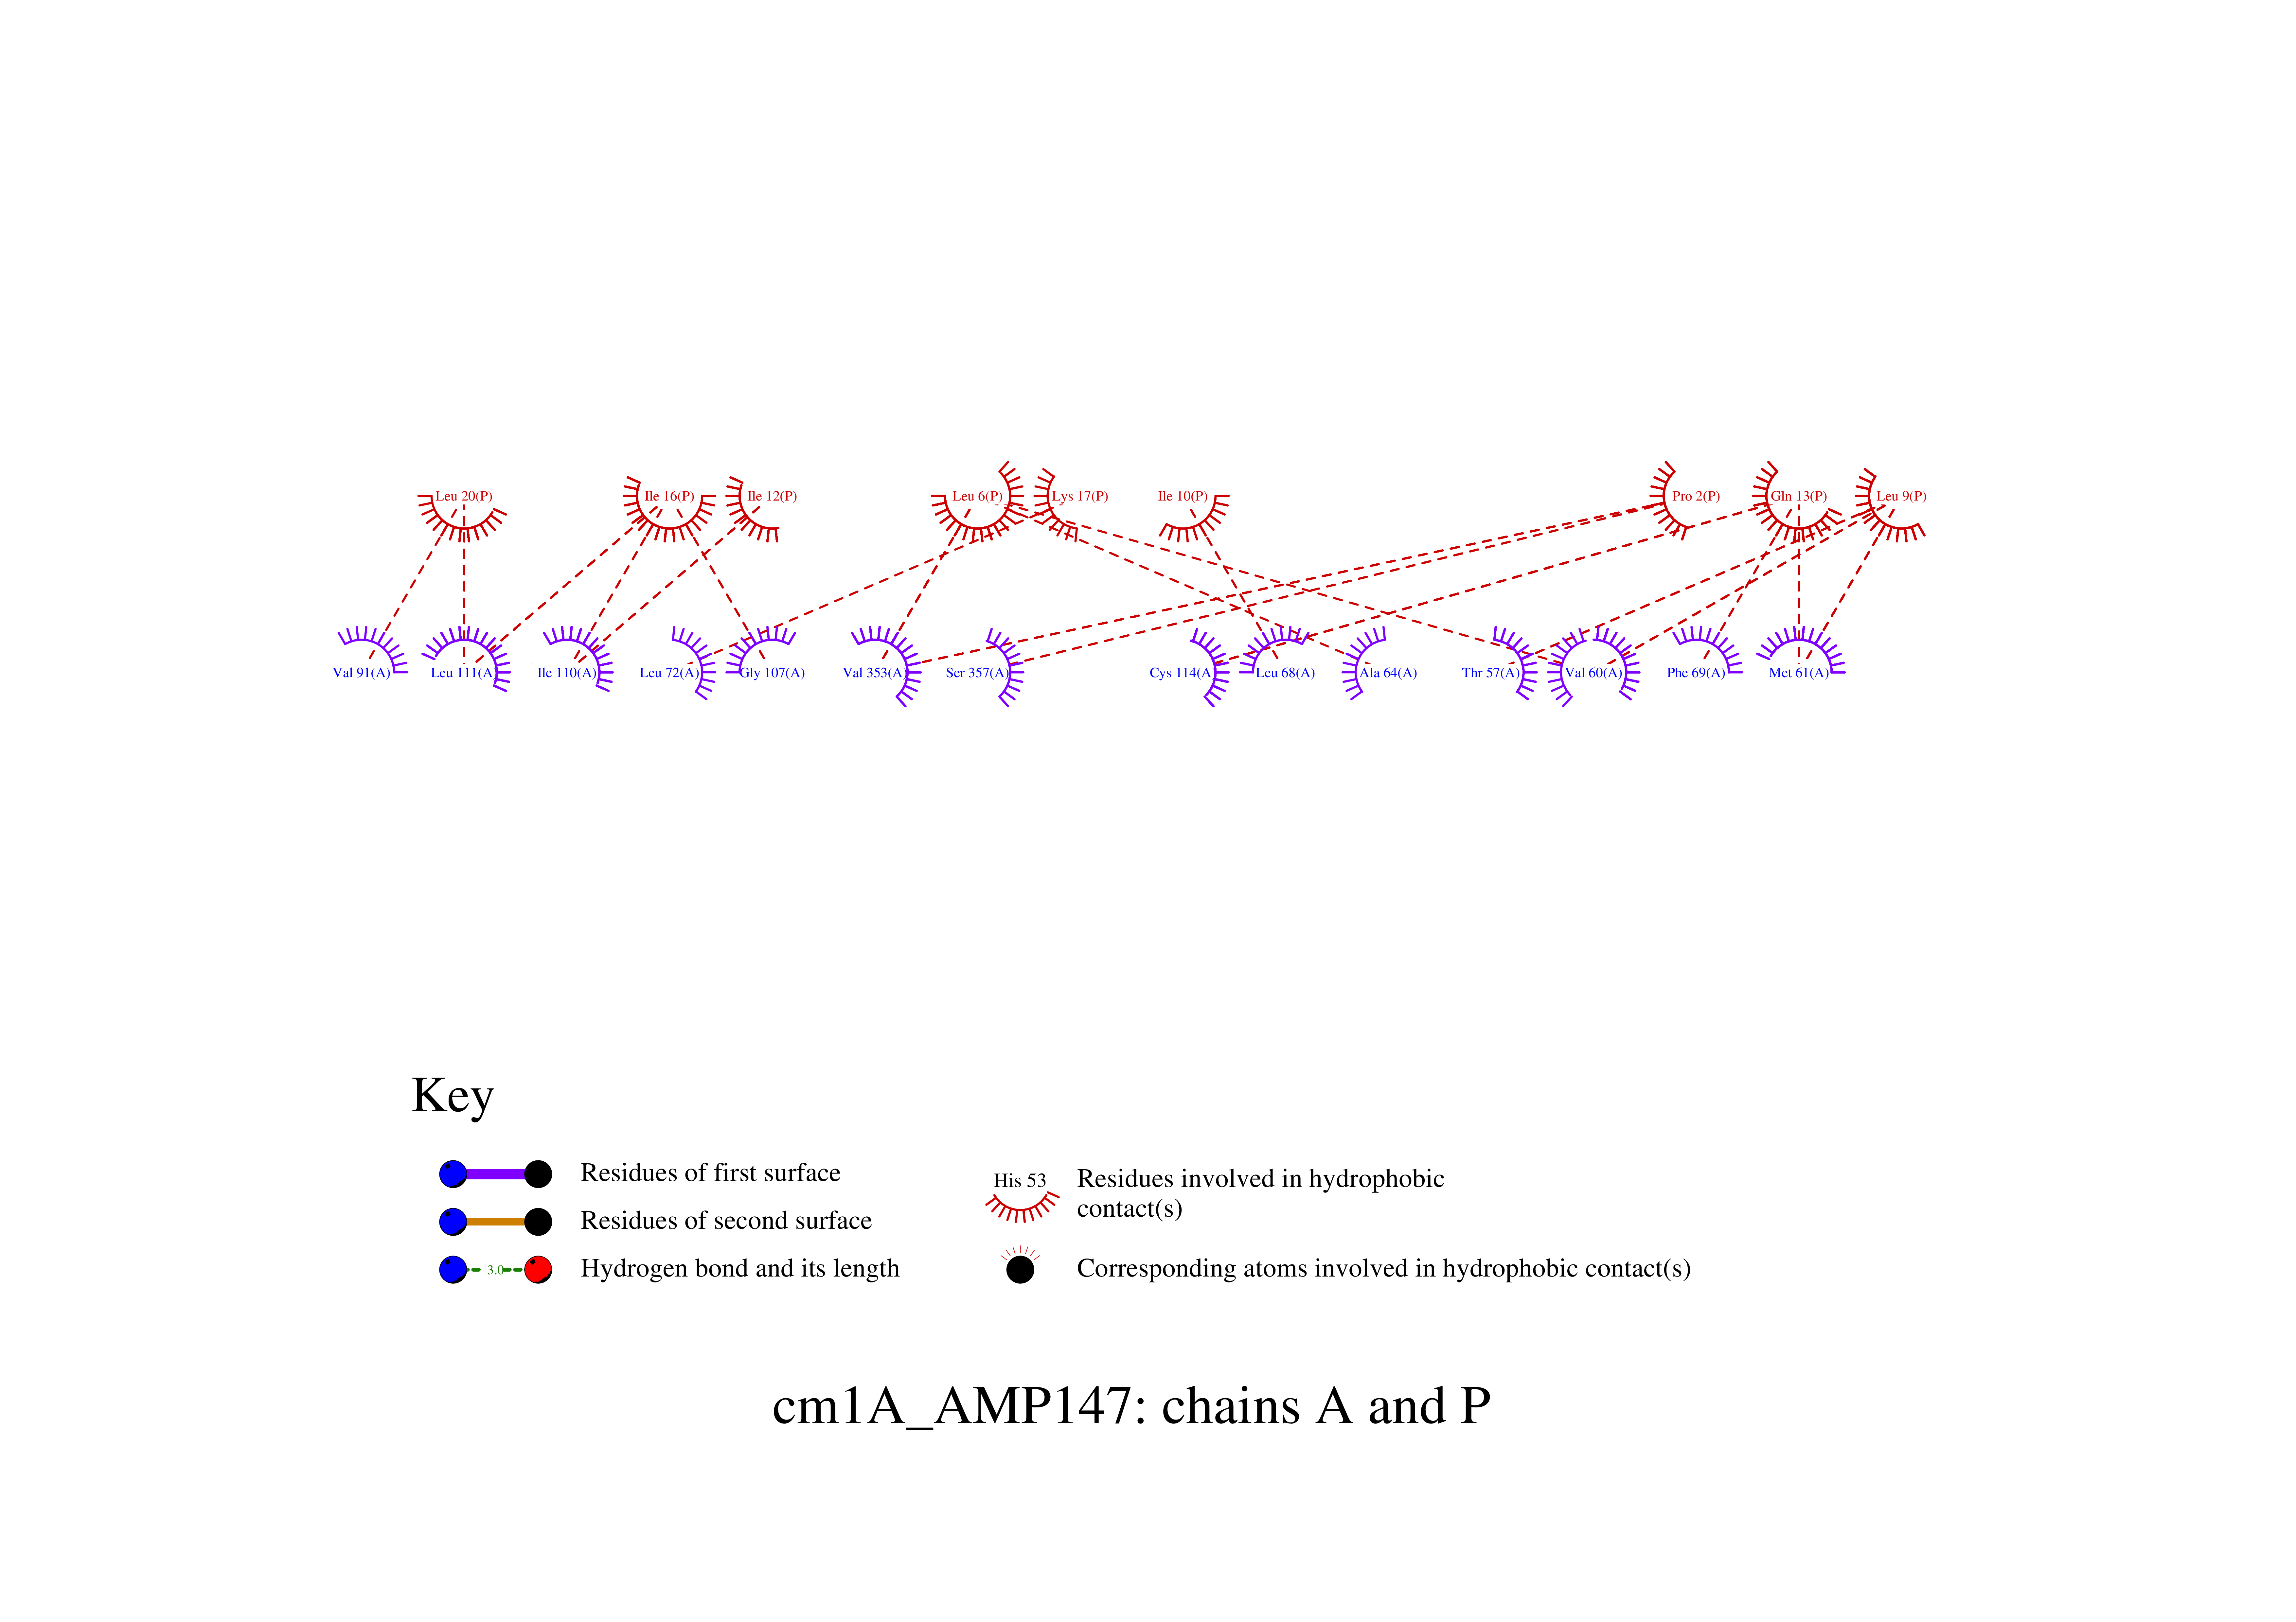 Leu 20(P) Ile 16(P) Ile 12(P) Leu 6(P) Lys 17(P) Ile 10(P) Pro 2(P) Gln 13(P) Leu 9(P)
Val 91(A) Leu 111(A) Ile 110(A) Leu 72(A) Gly 107(A) Val 353(A) Ser 357(A) Cys 114(A) Leu 68(A) Ala 64(A) Thr 57(A) Val 60(A) Phe 69(A) Met 61(A)
Key
Residues of first surface
Residues of second surface
3.0 Hydrogen bond and its length
His 53 Residues involved in hydrophobic
contact(s)
Corresponding atoms involved in hydrophobic contact(s)
cm1A_AMP147: chains A and P